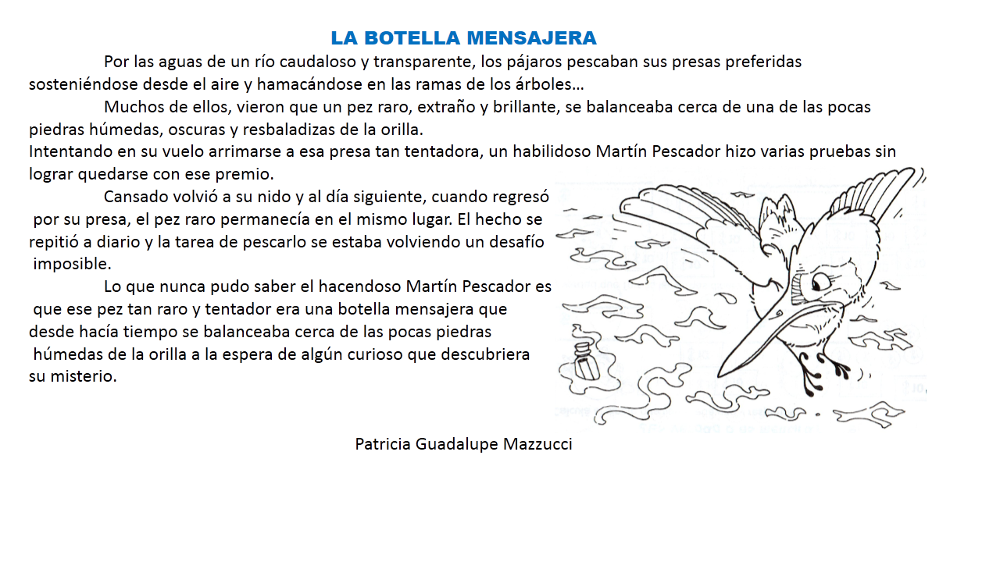 LA BOTELLA MENSAJERA
Por las aguas de un río caudaloso y transparente, los pájaros pescaban sus presas preferidas
sosteniéndose desde el aire y hamacándose en las ramas de los árboles...
Muchos de ellos, vieron que un pez raro, extraño y brillante, se balanceaba cerca de una de las pocas
piedras húmedas, oscuras y resbaladizas de la orilla.
Intentando en su vuelo arrimarse a esa presa tan tentadora, un habilidoso Martín Pescador hizo varias pruebas sin
lograr quedarse con ese premio.
Cansado volvió a su nido y al día siguiente, cuando regresó
por su presa, el pez raro permanecía en el mismo lugar. El hecho se
repitió a diario y la tarea de pescarlo se estaba volviendo un desafío
imposible.
Lo que nunca pudo saber el hacendoso Martín Pescador es
que ese pez tan raro y tentador era una botella mensajera que
desde hacía tiempo se balanceaba cerca de las pocas piedras
húmedas de la orilla a la espera de algún curioso que descubriera
su misterio.
Patricia Guadalupe Mazzucci